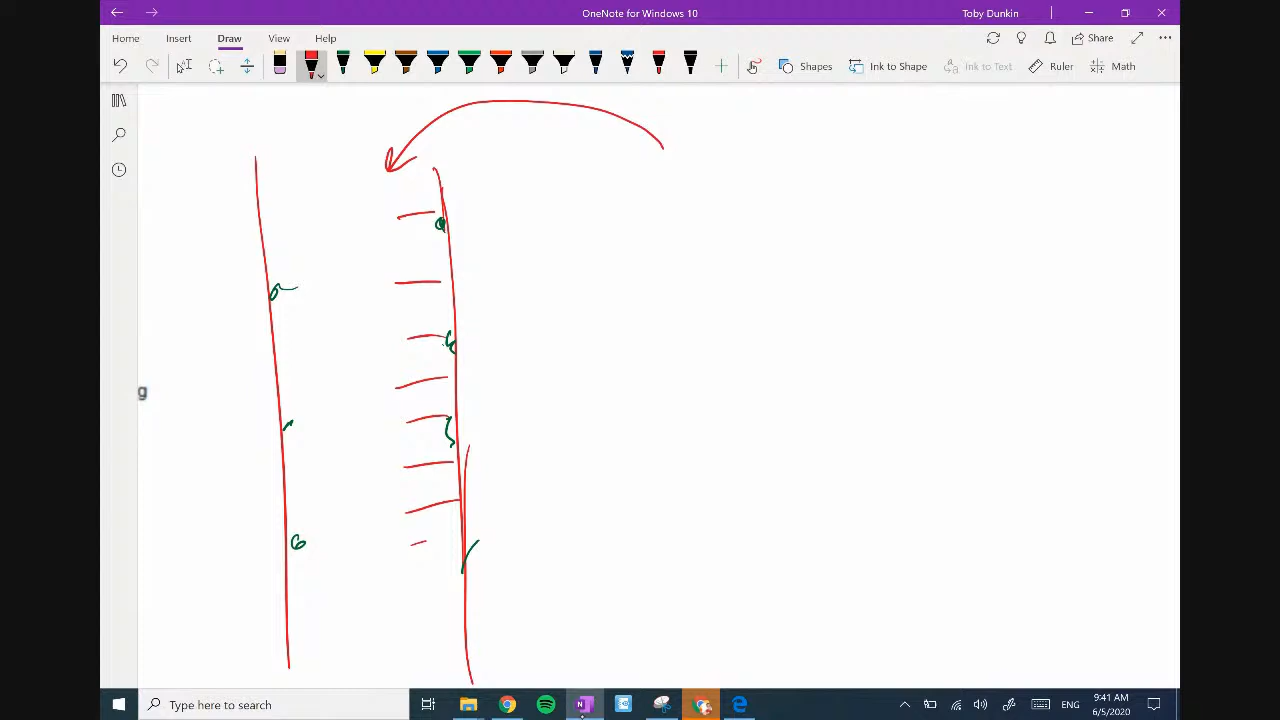 OneNote for Windows 10
Toby Dunkin
Home
Insert
Draw
View
Help
Share
Shapes
Ink to Shape
Ink to Text
Ruler
Math
g
Type here to search
ENG
9:41 AM
6/5/2020